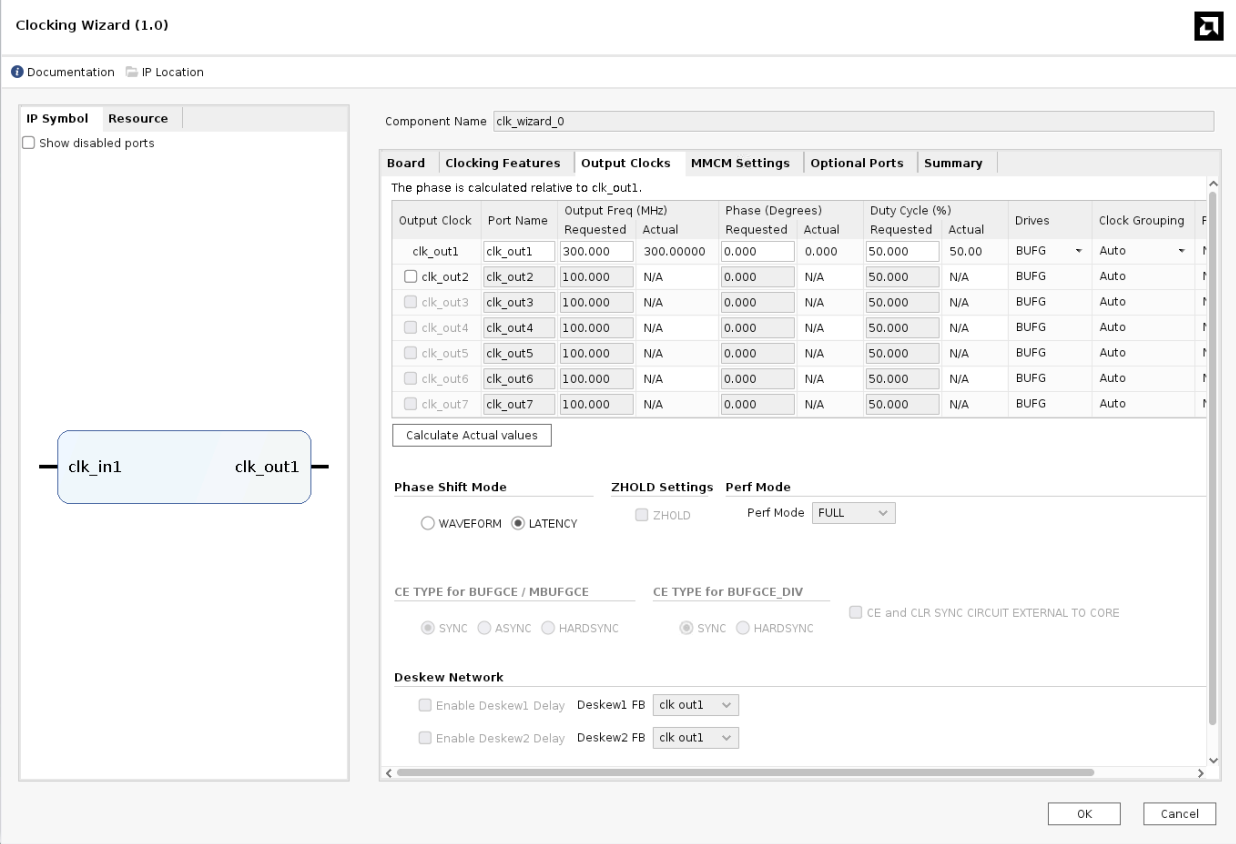 Clocking Wizard (1.0)
Documentation IP Location
IP Symbol Resource
Show disabled ports
clk_in1 clk_out1
Component Name clk_wizard_0
Board Clocking Features Output Clocks MMCM Settings Optional Ports Summary
The phase is calculated relative to clk_out1.
Output Clock Port Name Output Freq (MHz) Phase (Degrees) Duty Cycle (%) Drives Clock Grouping
Requested Actual Requested Actual Requested Actual
clk_out1 clk_out1 300.000 300.00000 0.000 0.000 50.000 50.00 BUFG Auto
clk_out2 clk_out2 100.000 N/A 0.000 N/A 50.000 N/A BUFG Auto
clk_out3 clk_out3 100.000 N/A 0.000 N/A 50.000 N/A BUFG Auto
clk_out4 clk_out4 100.000 N/A 0.000 N/A 50.000 N/A BUFG Auto
clk_out5 clk_out5 100.000 N/A 0.000 N/A 50.000 N/A BUFG Auto
clk_out6 clk_out6 100.000 N/A 0.000 N/A 50.000 N/A BUFG Auto
clk_out7 clk_out7 100.000 N/A 0.000 N/A 50.000 N/A BUFG Auto
Calculate Actual values
Phase Shift Mode ZHOLD Settings Perf Mode
WAVEFORM LATENCY ZHOLD Perf Mode FULL
CE TYPE for BUFGCE / MBUFGCE CE TYPE for BUFGCE_DIV
CE and CLR SYNC CIRCUIT EXTERNAL TO CORE
SYNC ASYNC HARDSYNC SYNC HARDSYNC
Deskew Network
Enable Deskew1 Delay Deskew1 FB clk out1
Enable Deskew2 Delay Deskew2 FB clk out1
OK Cancel